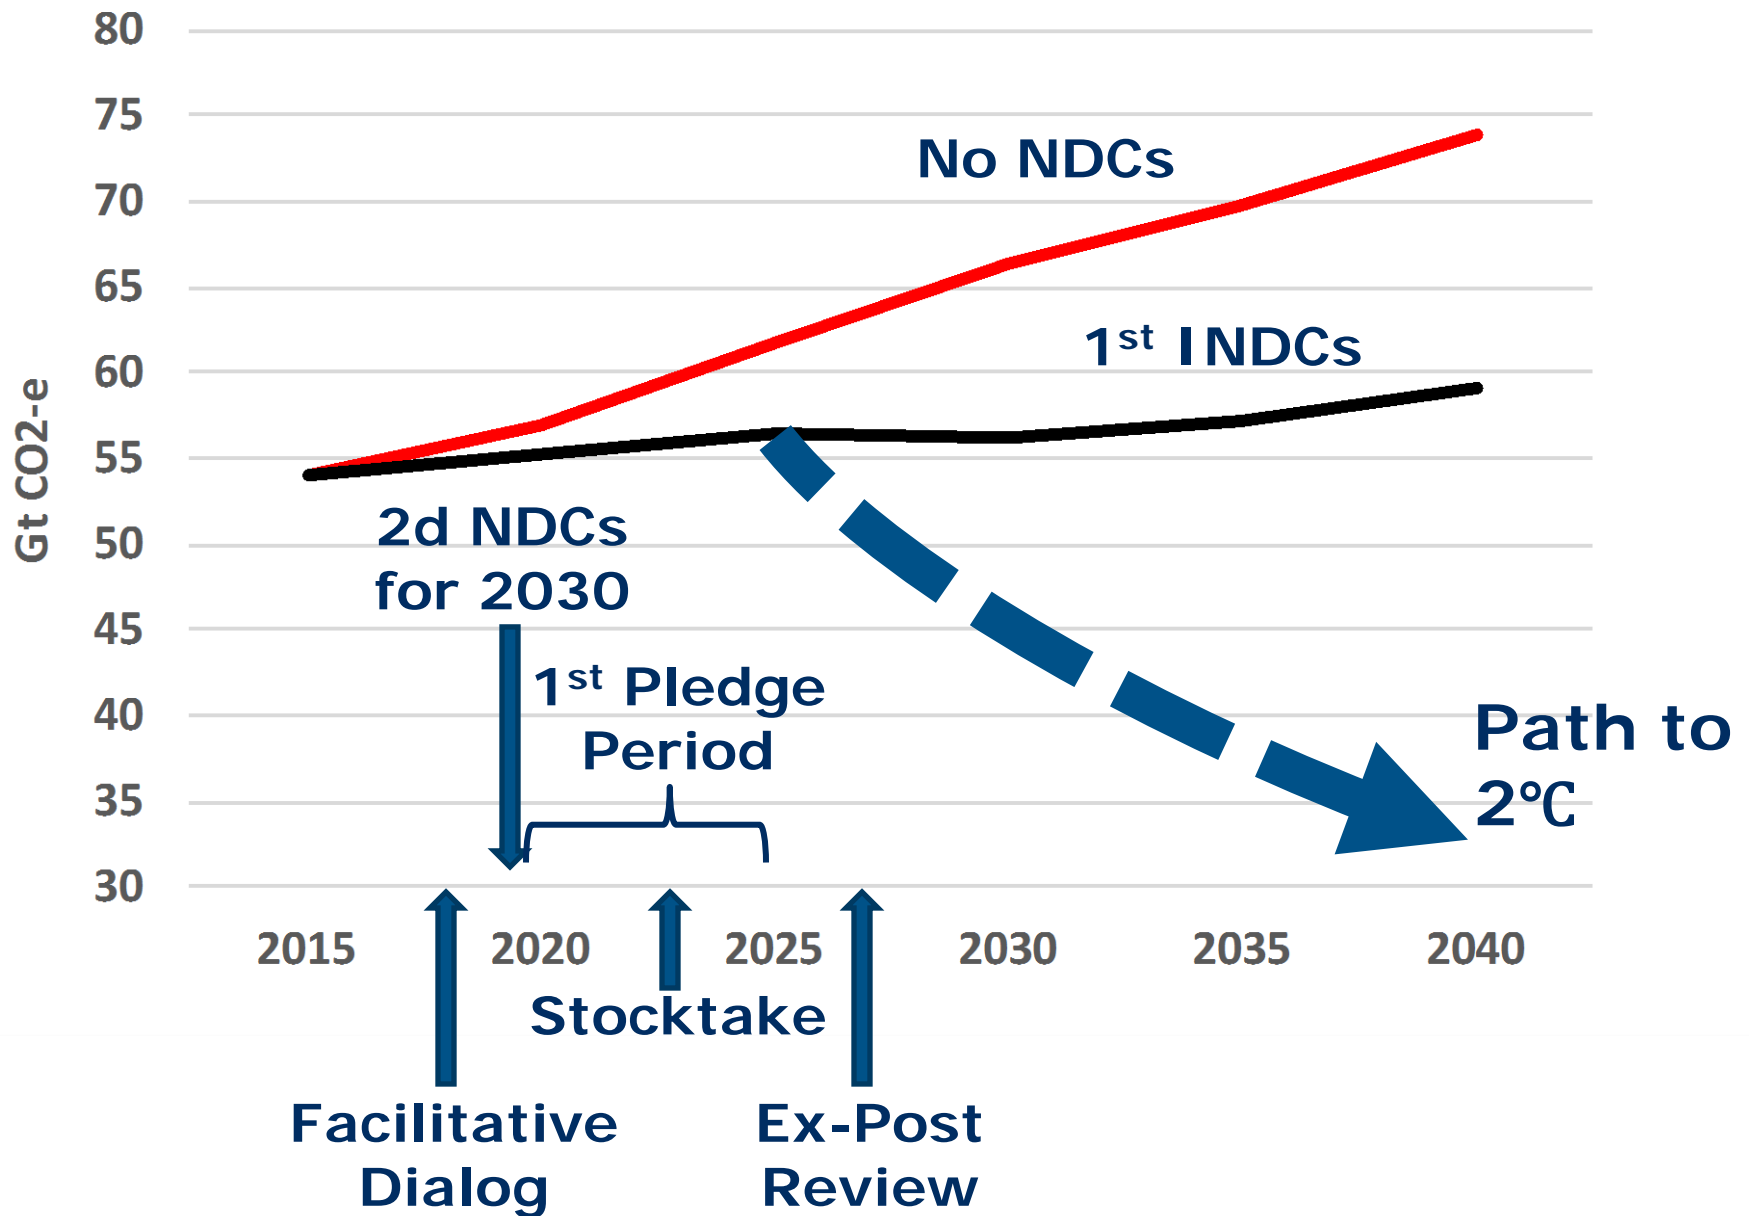 80
75
70
65
60
55
50
45
40
35
30
Gt CO2-e
No NDCs
1st INDCs
2d NDCs
for 2030
1st Pledge
Period
Path to
2°C
2015 2020 2025 2030 2035 2040
Stocktake
Facilitative
Dialog
Ex-Post
Review